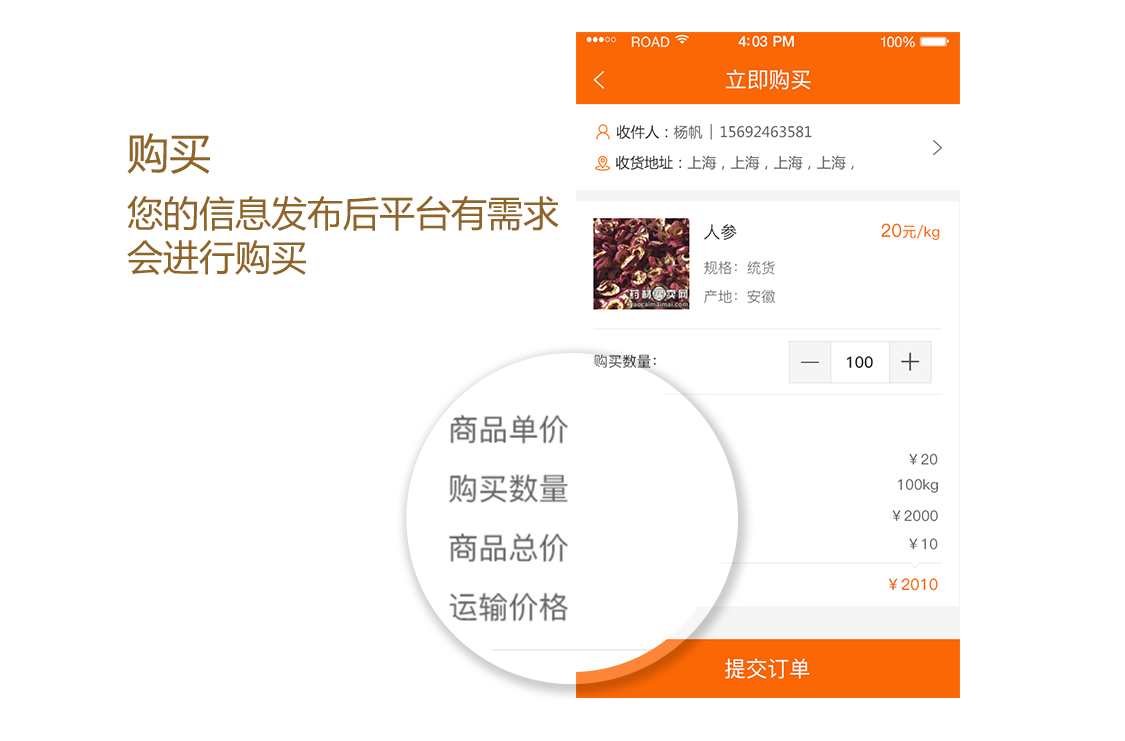 购买
您的信息发布后平台有需求
会进行购买
ROAD 4:03 PM 100%
立即购买
收件人：杨帆 | 15692463581
收货地址：上海，上海，上海，上海，
人参 20元/kg
规格：统货
产地：安徽
药材买卖网
yaocaimaimai.com
购买数量：
— 100 +
商品单价
购买数量
商品总价
运输价格
¥20
100kg
¥2000
¥10
¥2010
提交订单